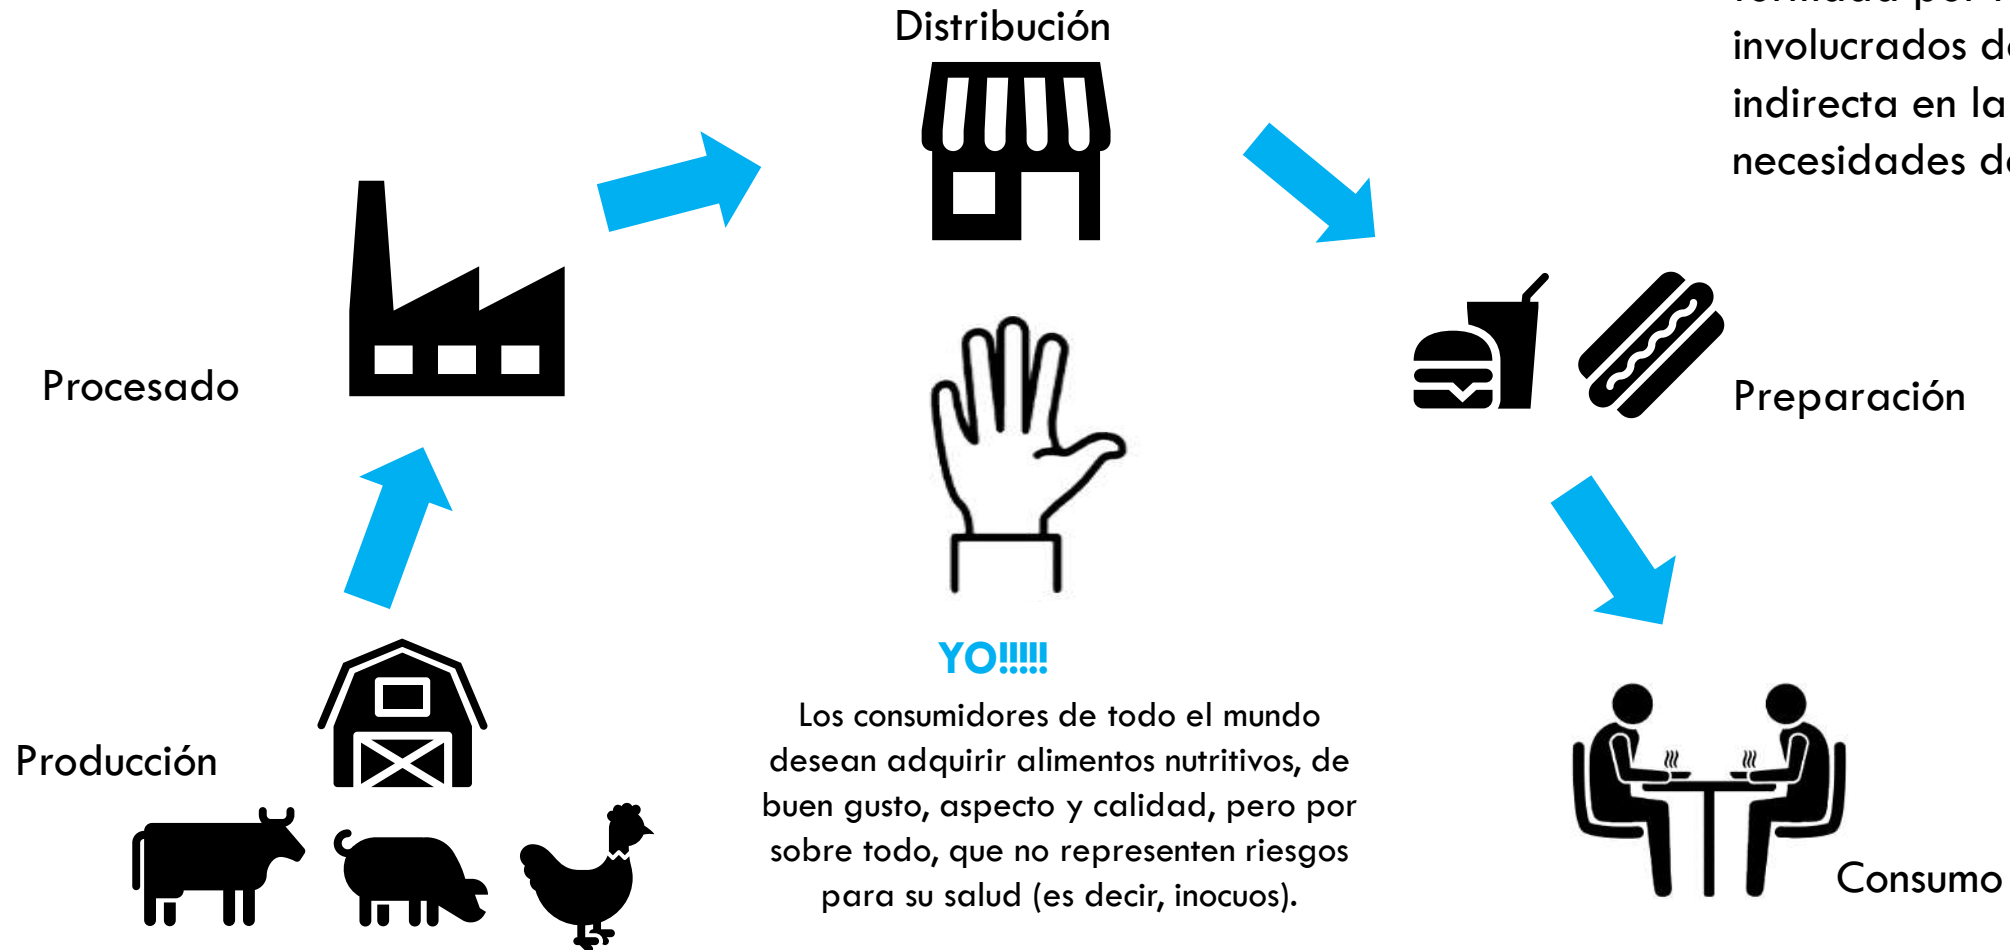 Distribución
involucrados
indirecta en la
necesidades
Procesado
Preparación
Producción
YO!!!!!
Los consumidores de todo el mundo
desean adquirir alimentos nutritivos, de
buen gusto, aspecto y calidad, pero por
sobre todo, que no representen riesgos
para su salud (es decir, inocuos).
Consumo